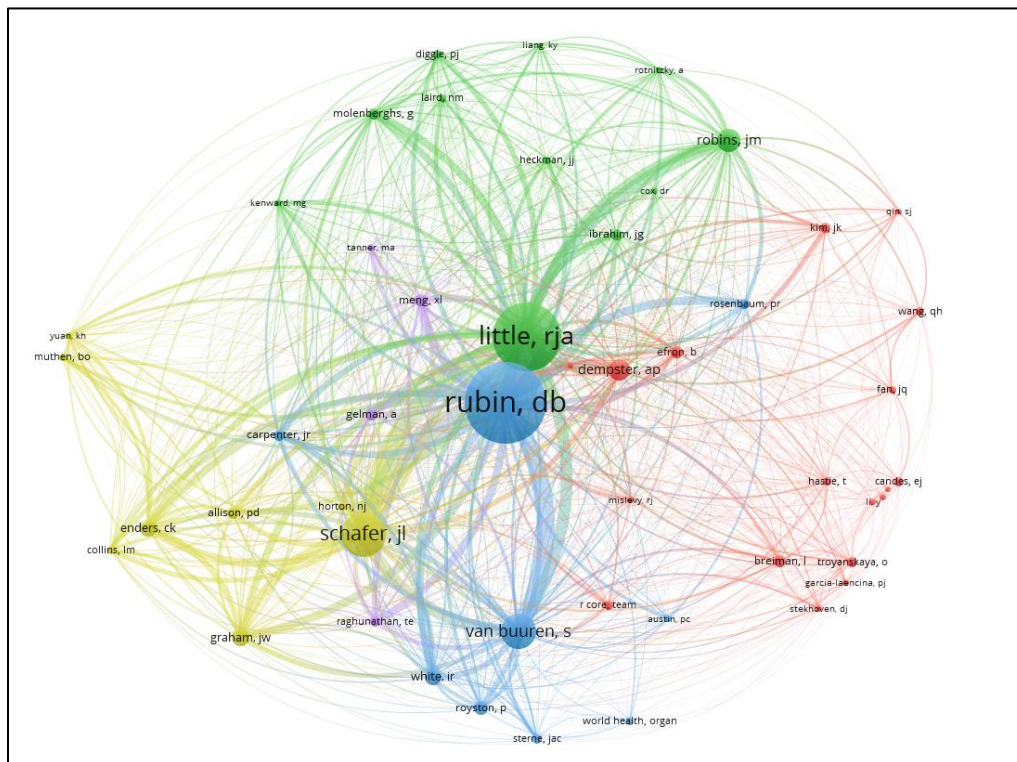 liang, ky
diggle, pj
rotnitzky, a
laird, nm
molenberghs, g
robins, jm
heckman, jj
cox, dr
kenward, mg
qin, sj
kim, jk
ibrahim, jg
tanner, ma
meng, xl
rosenbaum, pr
wang, qh
yuan, kh
little, rja
muthen, bo
efron, b
dempster, ap
fan, jq
rubin, db
gelman, a
carpenter, jr
hastie, t
candes, ej
mislevy, rj
horton, nj
allison, pd
enders, ck
schafer, jl
collins, lm
breiman, l
troyanskaya, o
garcia-laencina, pj
r core, team
stekhoven, dj
austin, pc
raghunathan, te
van buuren, s
graham, jw
white, ir
royston, p
world health, organ
sterne, jac